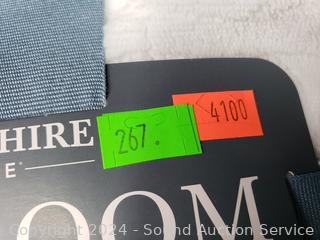 4100
267.
HIRE
E®
OOM
Copyright 2024 - Sound Auction Service